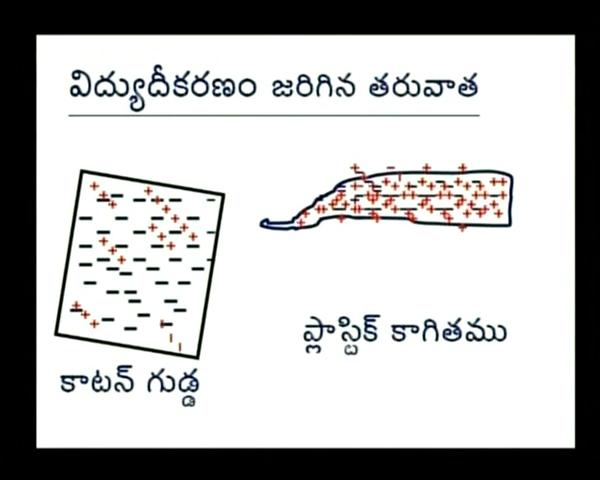 విద్యుదీకరణం జరిగిన తరువాత
ప్లాస్టిక్ కాగితము
కాటన్ గుడ్డ